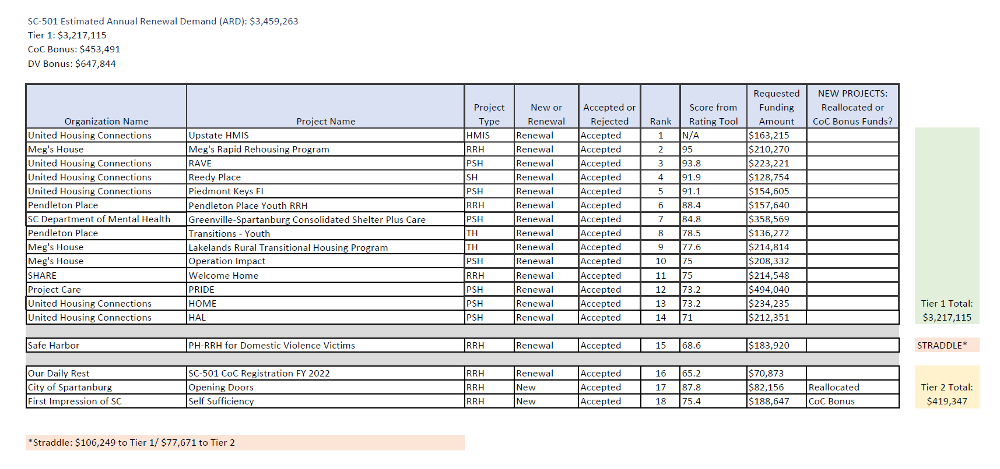 SC-501 Estimated Annual Renewal Demand (ARD): $3,459,263
Tier 1: $3,217,115
CoC Bonus: $453,491
DV Bonus: $647,844
Organization Name Project Name Project Type New or Renewal Accepted or Rejected Rank Score from Rating Tool Requested Funding Amount NEW PROJECTS: Reallocated or CoC Bonus Funds?
United Housing Connections Upstate HMIS HMIS Renewal Accepted 1 N/A $163,215
Meg's House Meg's Rapid Rehousing Program RRH Renewal Accepted 2 95 $210,270
United Housing Connections RAVE PSH Renewal Accepted 3 93.8 $223,221
United Housing Connections Reedy Place SH Renewal Accepted 4 91.9 $128,754
United Housing Connections Piedmont Keys FI PSH Renewal Accepted 5 91.1 $154,605
Pendleton Place Pendleton Place Youth RRH RRH Renewal Accepted 6 88.4 $157,640
SC Department of Mental Health Greenville-Spartanburg Consolidated Shelter Plus Care PSH Renewal Accepted 7 84.8 $358,569
Pendleton Place Transitions - Youth TH Renewal Accepted 8 78.5 $136,272
Meg's House Lakelands Rural Transitional Housing Program TH Renewal Accepted 9 77.6 $214,814
Meg's House Operation Impact PSH Renewal Accepted 10 75 $208,332
SHARE Welcome Home RRH Renewal Accepted 11 75 $214,548
Project Care PRIDE PSH Renewal Accepted 12 73.2 $494,040
United Housing Connections HOME PSH Renewal Accepted 13 73.2 $234,235 Tier 1 Total:
United Housing Connections HAL PSH Renewal Accepted 14 71 $212,351 $3,217,115
Safe Harbor PH-RRH for Domestic Violence Victims RRH Renewal Accepted 15 68.6 $183,920 STRADDLE*
Our Daily Rest SC-501 CoC Registration FY 2022 RRH Renewal Accepted 16 65.2 $70,873
City of Spartanburg Opening Doors RRH New Accepted 17 87.8 $82,156 Reallocated Tier 2 Total:
First Impression of SC Self Sufficiency RRH New Accepted 18 75.4 $188,647 CoC Bonus $419,347
*Straddle: $106,249 to Tier 1/ $77,671 to Tier 2